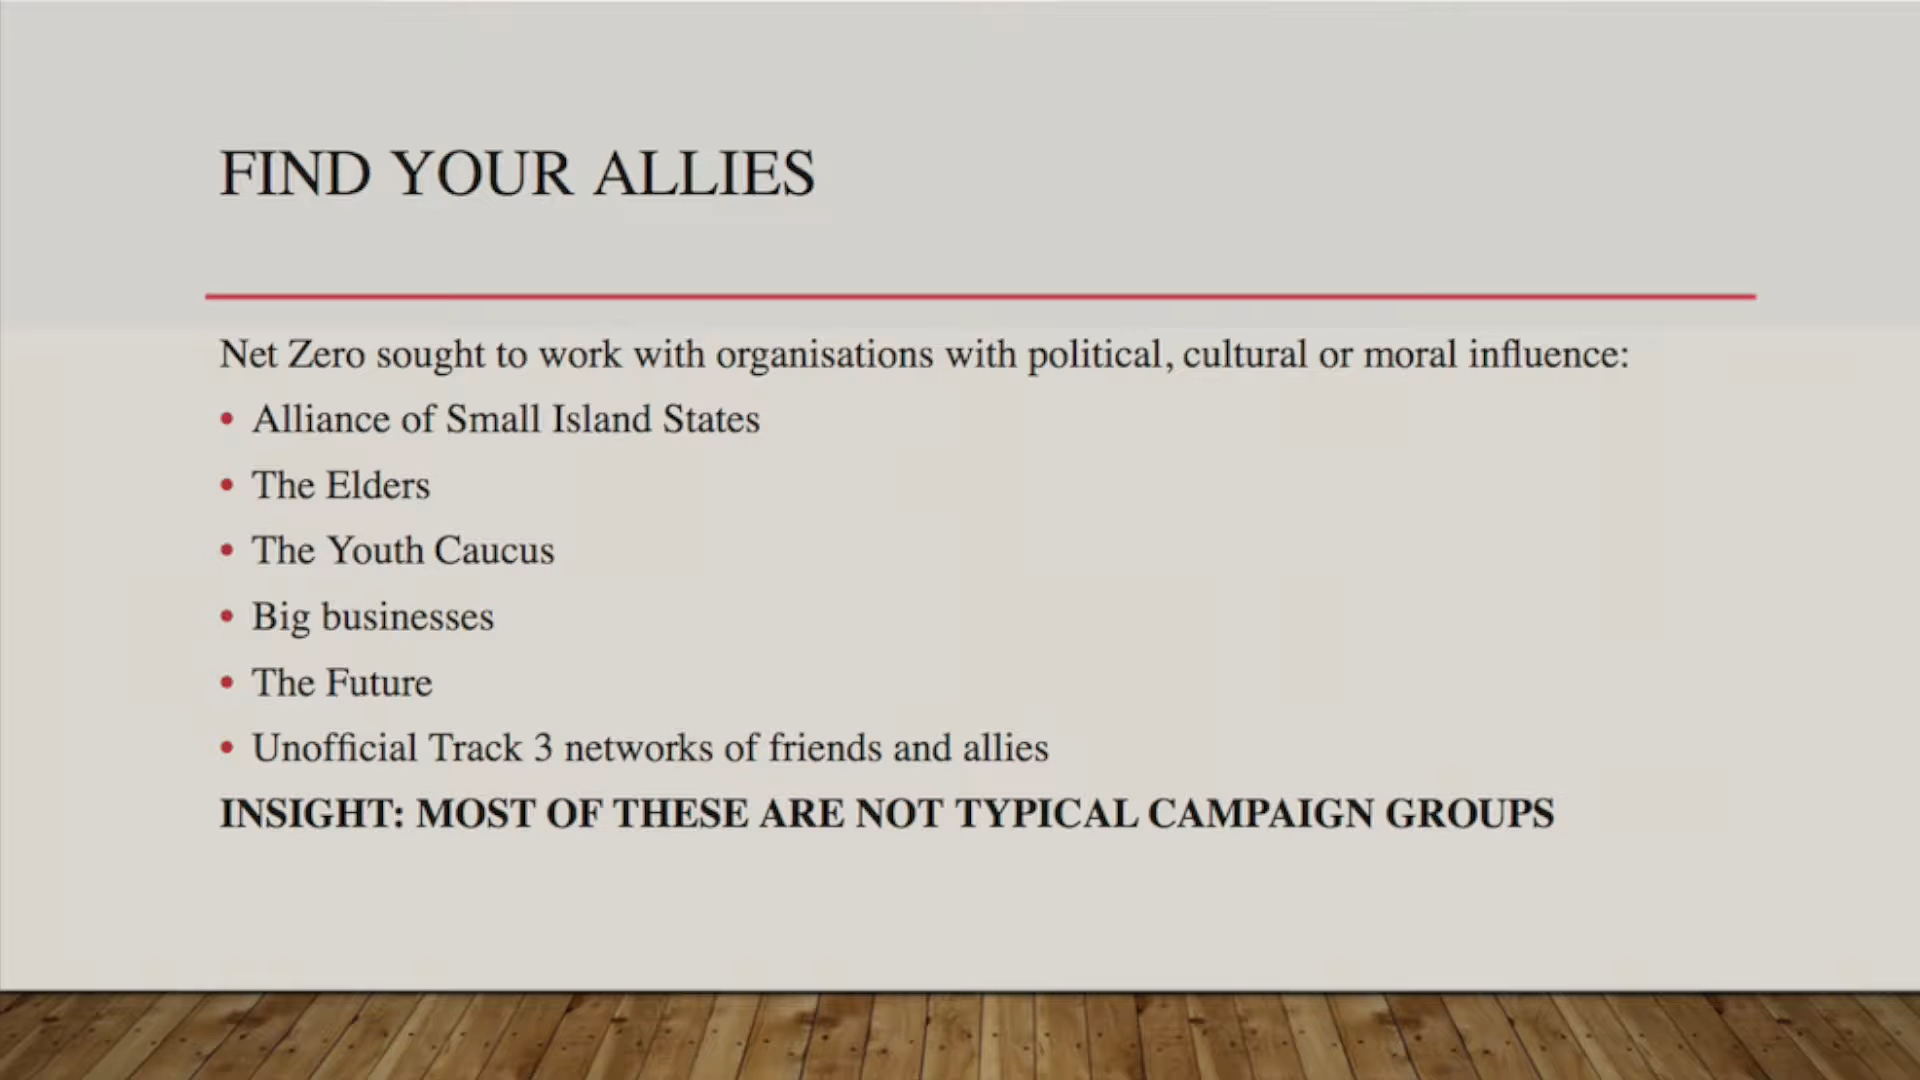 FIND YOUR ALLIES
Net Zero sought to work with organisations with political, cultural or moral influence:
• Alliance of Small Island States
• The Elders
• The Youth Caucus
• Big businesses
• The Future
• Unofficial Track 3 networks of friends and allies
INSIGHT: MOST OF THESE ARE NOT TYPICAL CAMPAIGN GROUPS